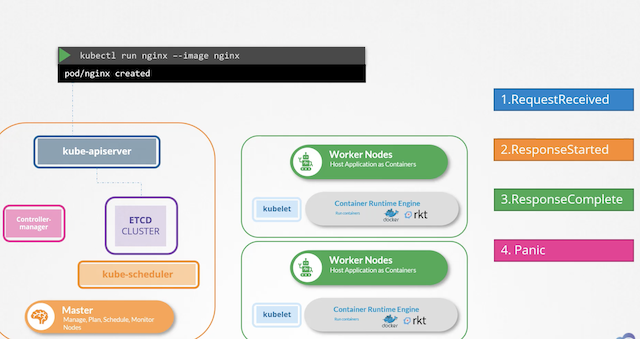 kubectl run nginx --image nginx
pod/nginx created
kube-apiserver
Controller-
manager
ETCD
CLUSTER
kube-scheduler
Master
Manage, Plan, Schedule, Monitor
Nodes
Worker Nodes
Host Application as Containers
kubelet
Container Runtime Engine
Run containers
docker
rkt
Worker Nodes
Host Application as Containers
kubelet
Container Runtime Engine
Run containers
docker
rkt
1.RequestReceived
2.ResponseStarted
3.ResponseComplete
4. Panic